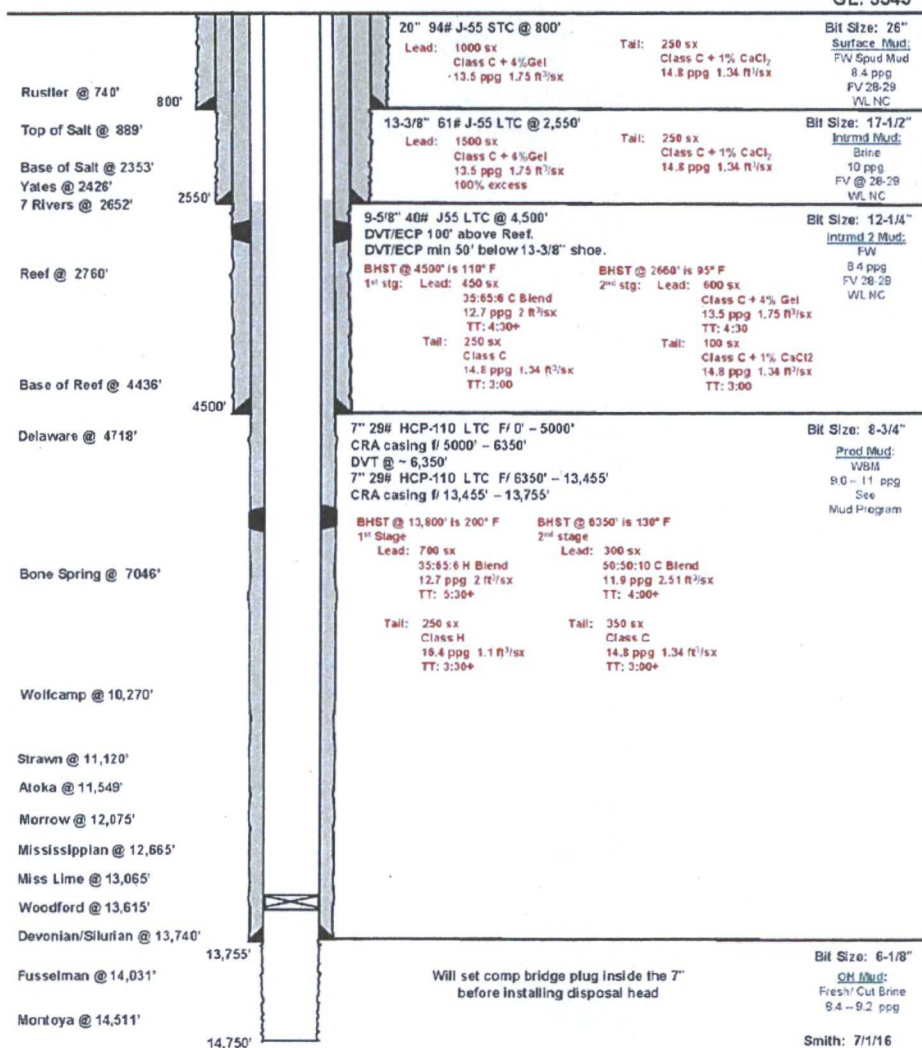 20" 94# J-55 STC @ 800'
Lead: 1000 sx
Class C + 4%Gel
13.5 ppg 1.75 ft³/sx
Tail: 250 sx
Class C + 1% CaCl₂
14.8 ppg 1.34 ft³/sx
Bit Size: 26"
Surface Mud:
FW Spud Mud
8.4 ppg
FV 28-29
WL NC
Rustler @ 740'
800'
Top of Salt @ 889'
Base of Salt @ 2353'
Yates @ 2426'
7 Rivers @ 2652'
2550'
13-3/8" 61# J-55 LTC @ 2,550'
Lead: 1500 sx
Class C + 4%Gel
13.5 ppg 1.75 ft³/sx
100% excess
Tail: 250 sx
Class C + 1% CaCl₂
14.8 ppg 1.34 ft³/sx
Bit Size: 17-1/2"
Intrmd Mud:
Brine
10 ppg
FV @ 28-29
WL NC
9-5/8" 40# J55 LTC @ 4,500'
DVT/ECP 100' above Reef.
DVT/ECP min 50' below 13-3/8" shoe.
BHST @ 4500' is 110° F
1st stg: Lead: 450 sx
35:65:6 C Blend
12.7 ppg 2 ft³/sx
TT: 4:30+
Tail: 250 sx
Class C
14.8 ppg 1.34 ft³/sx
TT: 3:00
BHST @ 2660' is 95° F
2nd stg: Lead: 600 sx
Class C + 4% Gel
13.5 ppg 1.75 ft³/sx
TT: 4:30
Tail: 100 sx
Class C + 1% CaCl2
14.8 ppg 1.34 ft³/sx
TT: 3:00
Bit Size: 12-1/4"
Intrmd 2 Mud:
FW
8.4 ppg
FV 28-29
WL NC
Reef @ 2760'
Base of Reef @ 4436'
4500'
Delaware @ 4718'
7" 29# HCP-110 LTC F/ 0' – 5000'
CRA casing f/ 5000' – 6350'
DVT @ ~ 6,350'
7" 29# HCP-110 LTC F/ 6350' – 13,455'
CRA casing f/ 13,455' – 13,755'
BHST @ 13,800' is 200° F
1st Stage
Lead: 700 sx
35:65:6 H Blend
12.7 ppg 2 ft³/sx
TT: 5:30+
Tail: 250 sx
Class H
16.4 ppg 1.1 ft³/sx
TT: 3:30+
BHST @ 6350' is 130° F
2nd stage
Lead: 300 sx
50:50:10 C Blend
11.9 ppg 2.51 ft³/sx
TT: 4:00+
Tail: 350 sx
Class C
14.8 ppg 1.34 ft³/sx
TT: 3:00+
Bit Size: 8-3/4"
Prod Mud:
WBM
9.0 – 11 ppg
See
Mud Program
Bone Spring @ 7046'
Wolfcamp @ 10,270'
Strawn @ 11,120'
Atoka @ 11,549'
Morrow @ 12,075'
Mississippian @ 12,665'
Miss Lime @ 13,065'
Woodford @ 13,615'
Devonian/Silurian @ 13,740'
13,755'
Fusselman @ 14,031'
Montoya @ 14,511'
14,750'
Will set comp bridge plug inside the 7"
before installing disposal head
Bit Size: 6-1/8"
OH Mud:
Fresh/ Cut Brine
8.4 – 9.2 ppg
Smith: 7/1/16